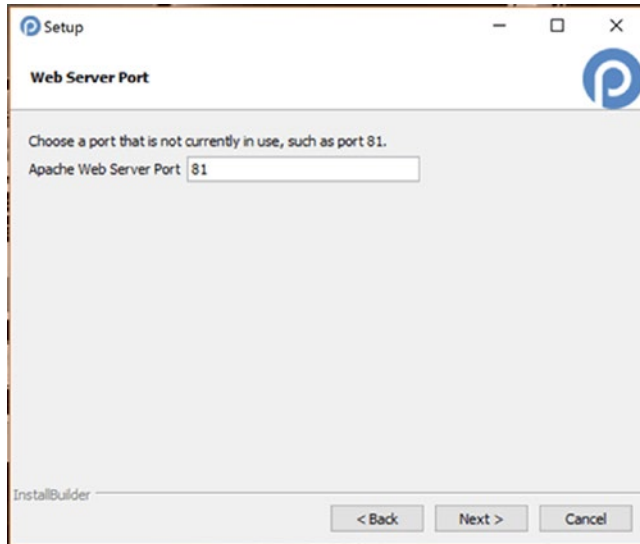 Setup
Web Server Port
Choose a port that is not currently in use, such as port 81.
Apache Web Server Port 81
InstallBuilder
< Back Next > Cancel